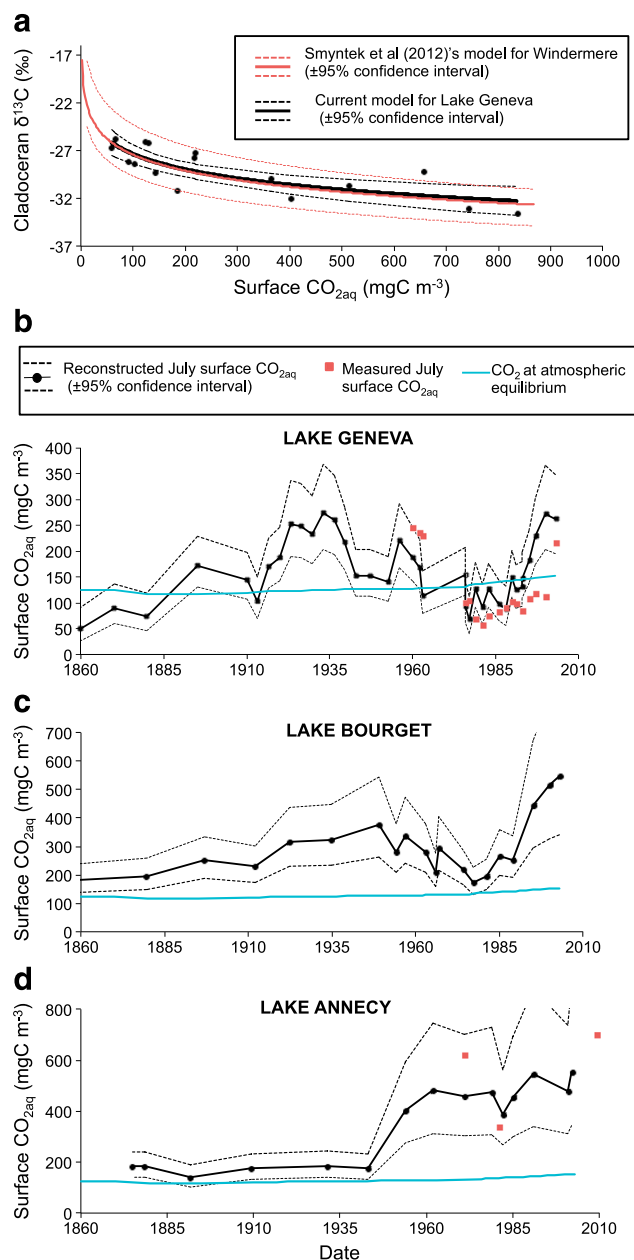 a
Smyntek et al (2012)'s model for Windermere
(±95% confidence interval)
Current model for Lake Geneva
(±95% confidence interval)
Cladoceran δ13C (‰)
-17
-22
-27
-32
-37
0 100 200 300 400 500 600 700 800 900 1000
Surface CO2aq (mgC m-3)
b
Reconstructed July surface CO2aq
(±95% confidence interval)
Measured July
surface CO2aq
CO2 at atmospheric
equilibrium
LAKE GENEVA
Surface CO2aq (mgC m-3)
400
350
300
250
200
150
100
50
0
1860 1885 1910 1935 1960 1985 2010
c
LAKE BOURGET
Surface CO2aq (mgC m-3)
700
600
500
400
300
200
100
0
1860 1885 1910 1935 1960 1985 2010
d
LAKE ANNECY
Surface CO2aq (mgC m-3)
800
600
400
200
0
1860 1885 1910 1935 1960 1985 2010
Date